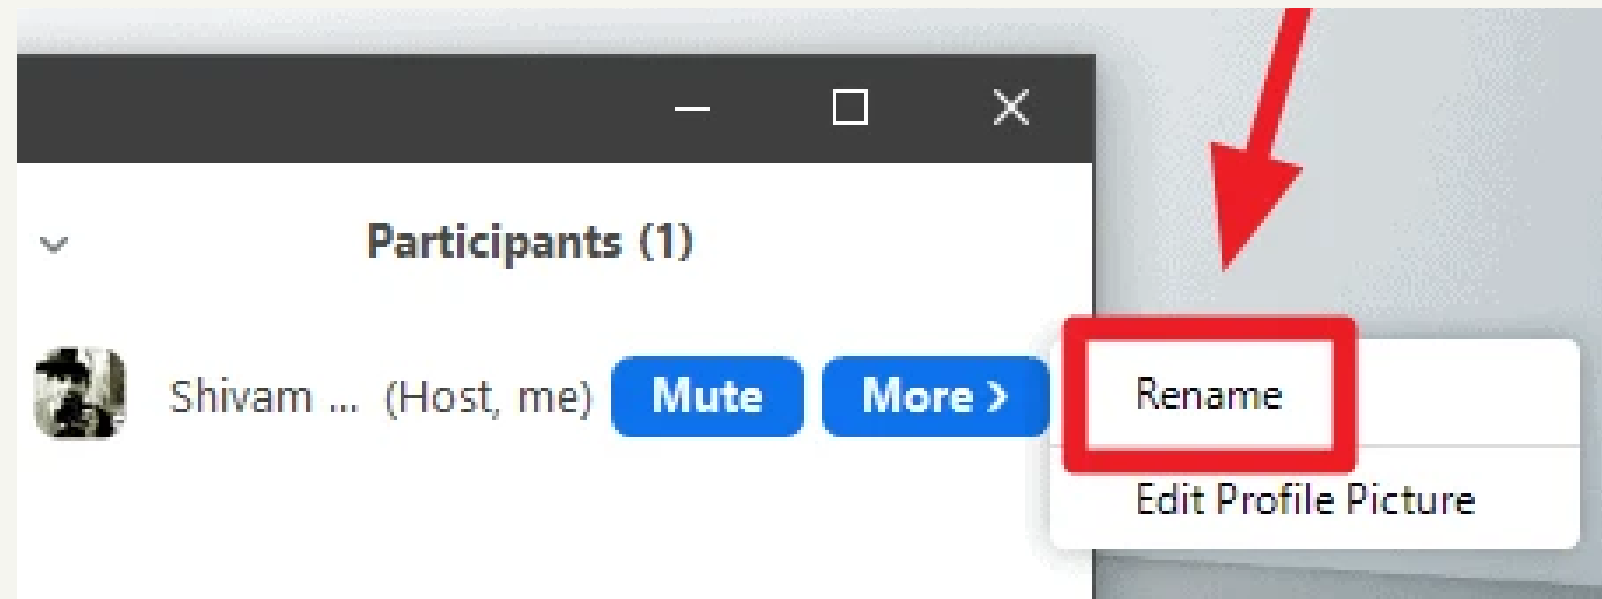 Participants (1)
Shivam ... (Host, me) Mute More > Rename
Edit Profile Picture